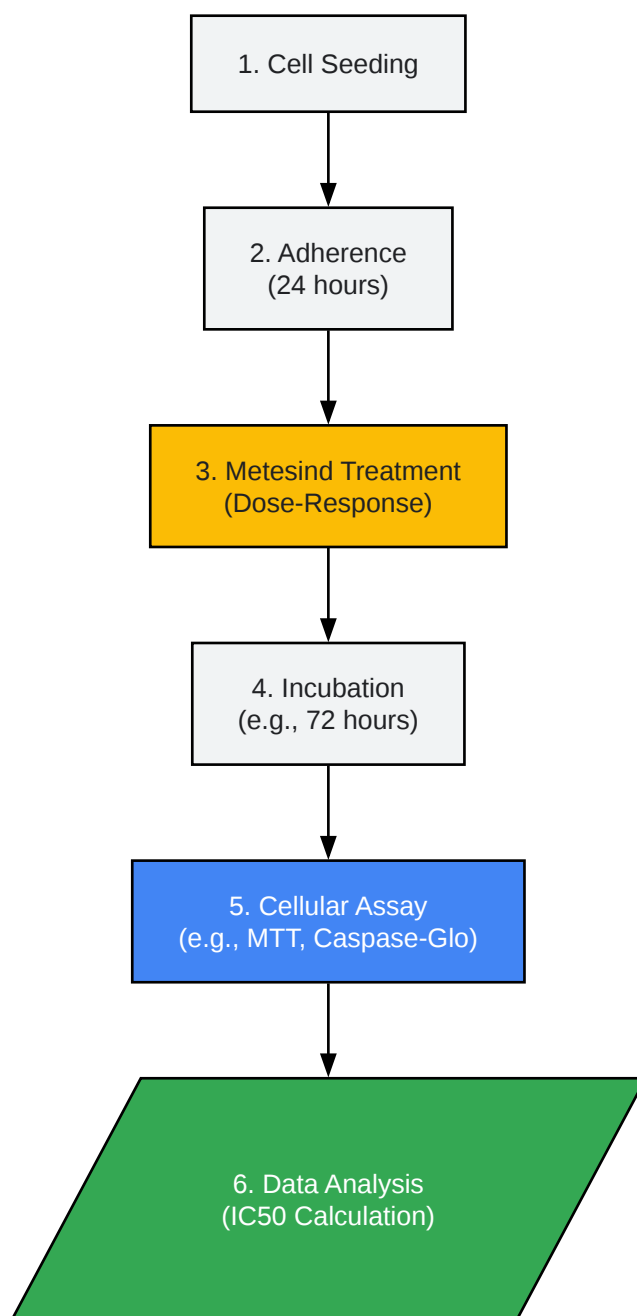 1. Cell Seeding
2. Adherence
(24 hours)
3. Metesind Treatment
(Dose-Response)
4. Incubation
(e.g., 72 hours)
5. Cellular Assay
(e.g., MTT, Caspase-Glo)
6. Data Analysis
(IC50 Calculation)